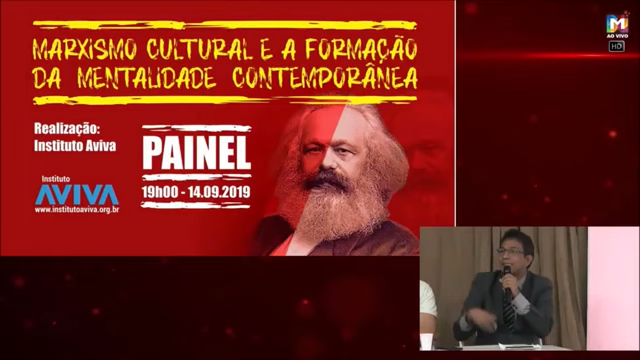 MARXISMO CULTURAL E A FORMAÇÃO
DA MENTALIDADE CONTEMPORÂNEA
Realização:
Instituto Aviva
PAINEL
19h00 - 14.09.2019
Instituto
AVIVA
www.institutoaviva.org.br
M
AO VIVO
HD